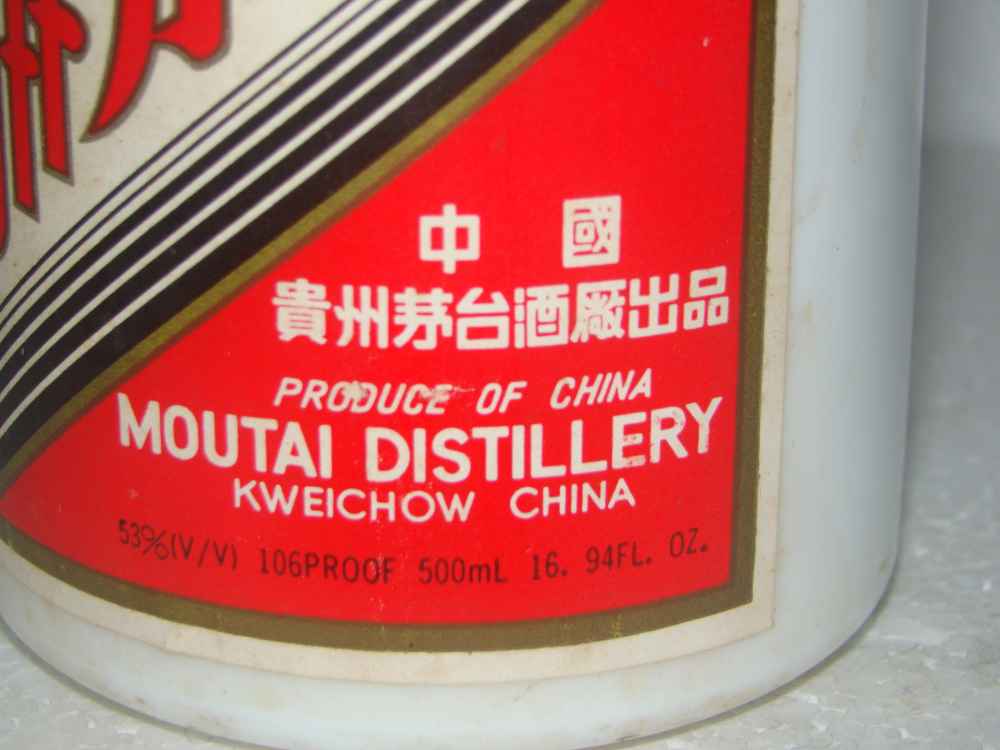 中國
貴州茅台酒廠出品
PRODUCE OF CHINA
MOUTAI DISTILLERY
KWEICHOW CHINA
53%(V/V) 106PROOF 500mL 16. 94FL. OZ.